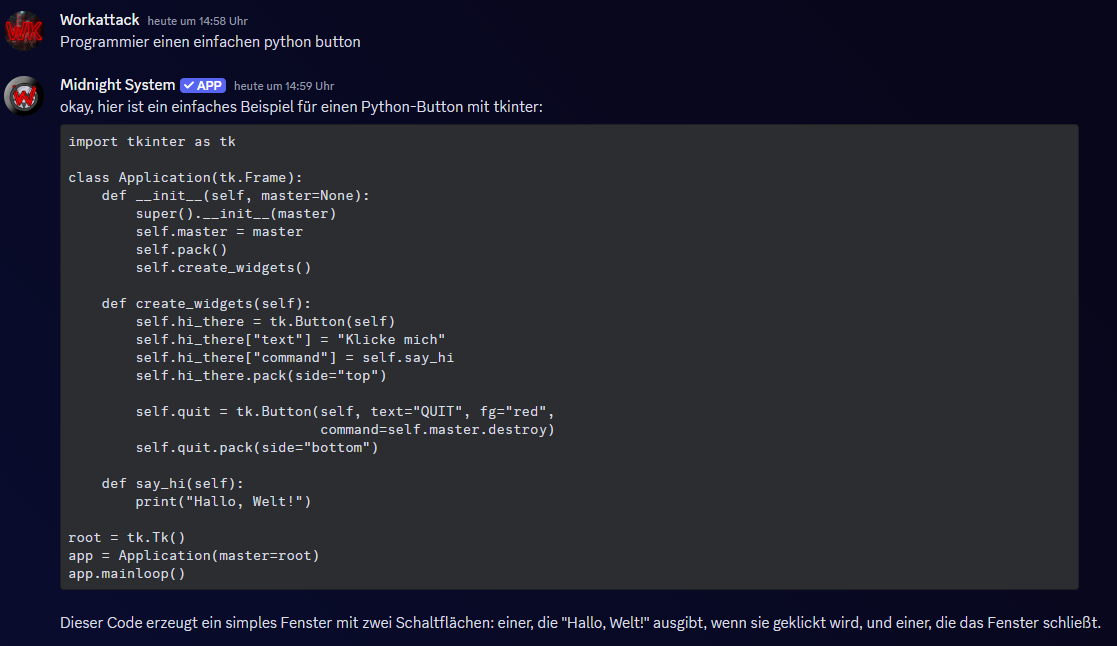 WK
Workattack heute um 14:58 Uhr
Programmier einen einfachen python button
W
Midnight System APP heute um 14:59 Uhr
okay, hier ist ein einfaches Beispiel für einen Python-Button mit tkinter:
import tkinter as tk

class Application(tk.Frame):
    def __init__(self, master=None):
        super().__init__(master)
        self.master = master
        self.pack()
        self.create_widgets()

    def create_widgets(self):
        self.hi_there = tk.Button(self)
        self.hi_there["text"] = "Klicke mich"
        self.hi_there["command"] = self.say_hi
        self.hi_there.pack(side="top")

        self.quit = tk.Button(self, text="QUIT", fg="red",
                              command=self.master.destroy)
        self.quit.pack(side="bottom")

    def say_hi(self):
        print("Hallo, Welt!")

root = tk.Tk()
app = Application(master=root)
app.mainloop()

Dieser Code erzeugt ein simples Fenster mit zwei Schaltflächen: einer, die "Hallo, Welt!" ausgibt, wenn sie geklickt wird, und einer, die das Fenster schließt.